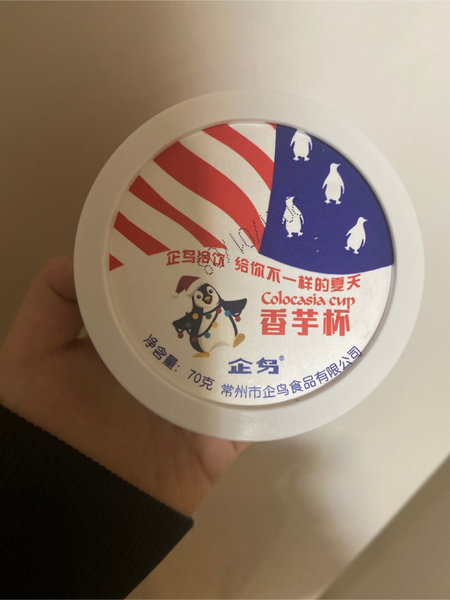 企鸟冷饮 给你不一样的夏天
Colocasia cup
香芋杯
企鸟®
净含量：70克 常州市企鸟食品有限公司